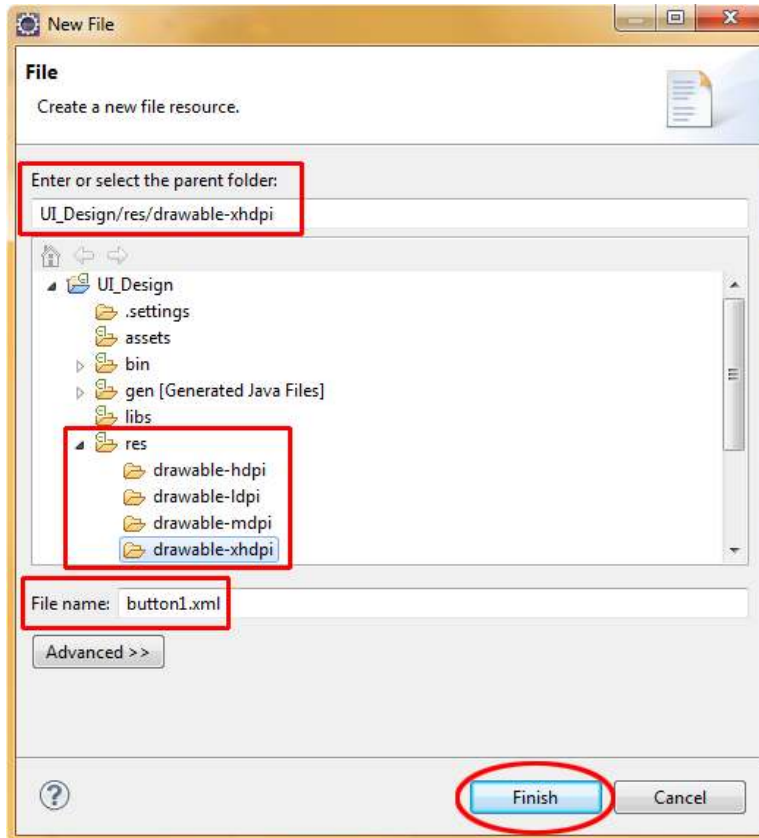 New File
File
Create a new file resource.
Enter or select the parent folder:
UI_Design/res/drawable-xhdpi
UI_Design
.settings
assets
bin
gen [Generated Java Files]
libs
res
drawable-hdpi
drawable-ldpi
drawable-mdpi
drawable-xhdpi
File name: button1.xml
Advanced >>
Finish Cancel